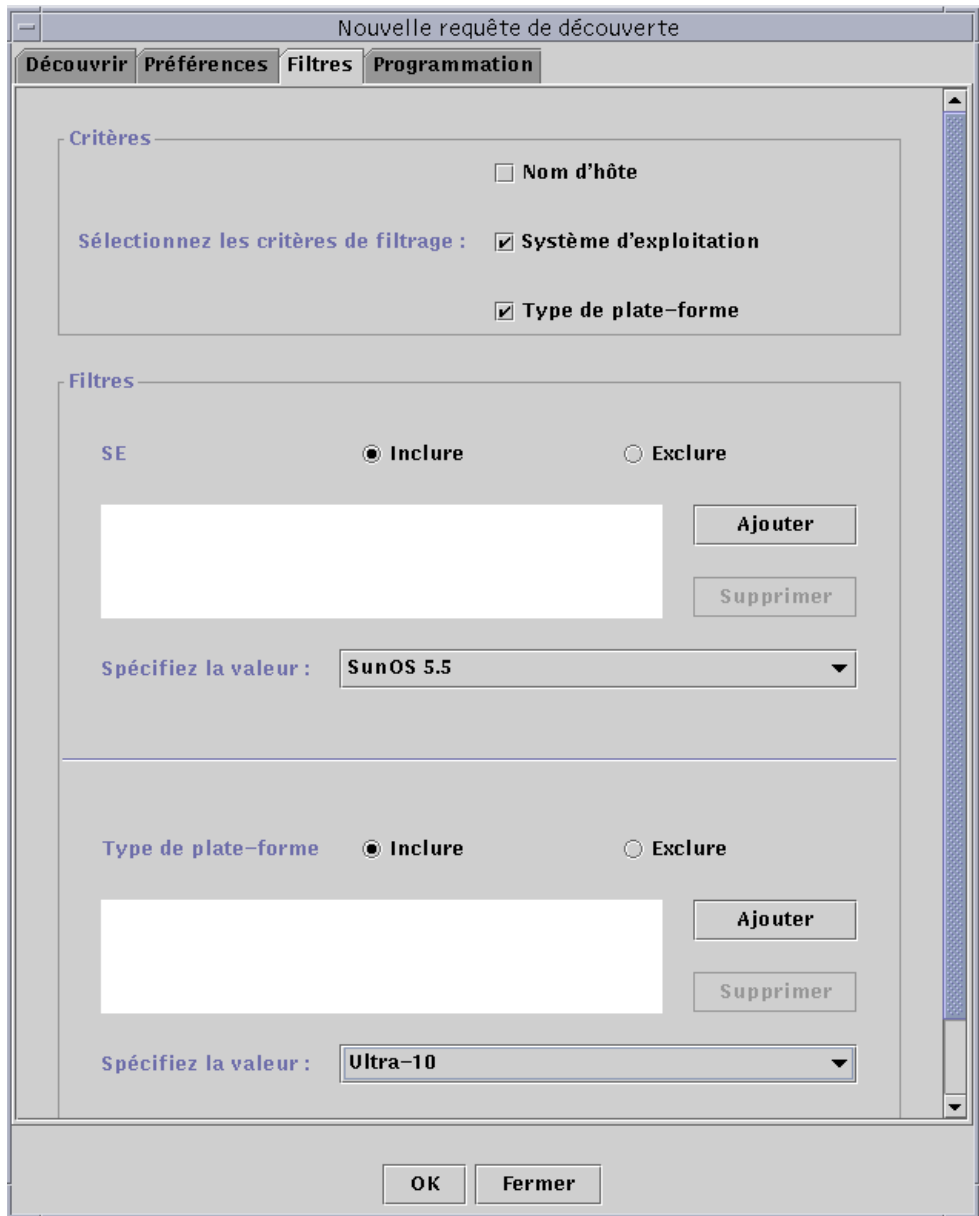 Nouvelle requête de découverte
Découvrir Préférences Filtres Programmation
Critères
Nom d'hôte
Sélectionnez les critères de filtrage : Système d'exploitation
Type de plate-forme
Filtres
SE Inclure Exclure
Ajouter
Supprimer
Spécifiez la valeur : SunOS 5.5
Type de plate-forme Inclure Exclure
Ajouter
Supprimer
Spécifiez la valeur : Ultra-10
OK Fermer